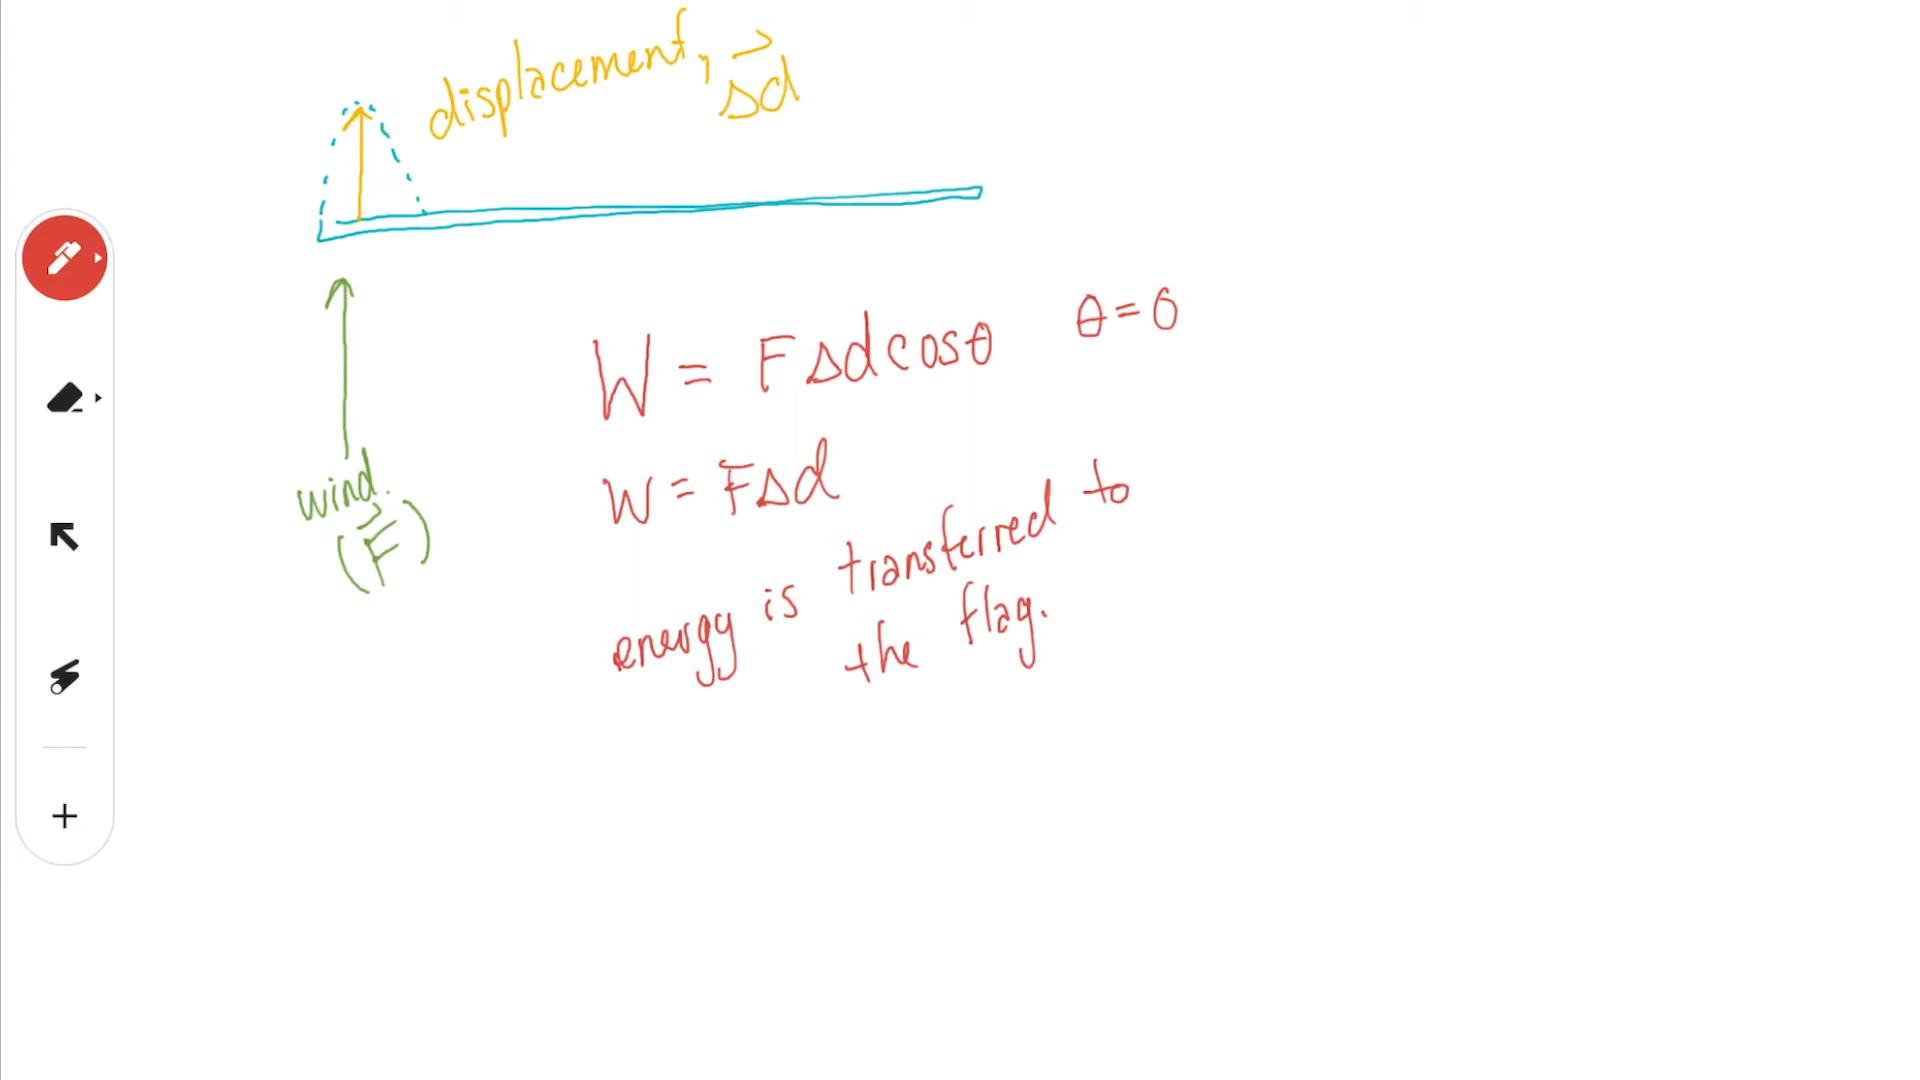 displacement, Δd⃗
wind.
(F⃗)
W = FΔdcosθ θ=0
W = FΔd
energy is transferred to
the flag.